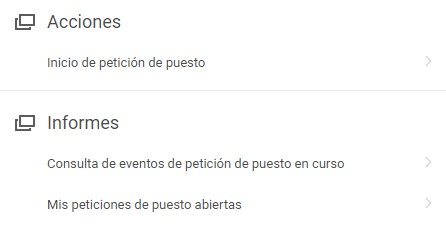 Acciones
Inicio de petición de puesto
Informes
Consulta de eventos de petición de puesto en curso
Mis peticiones de puesto abiertas